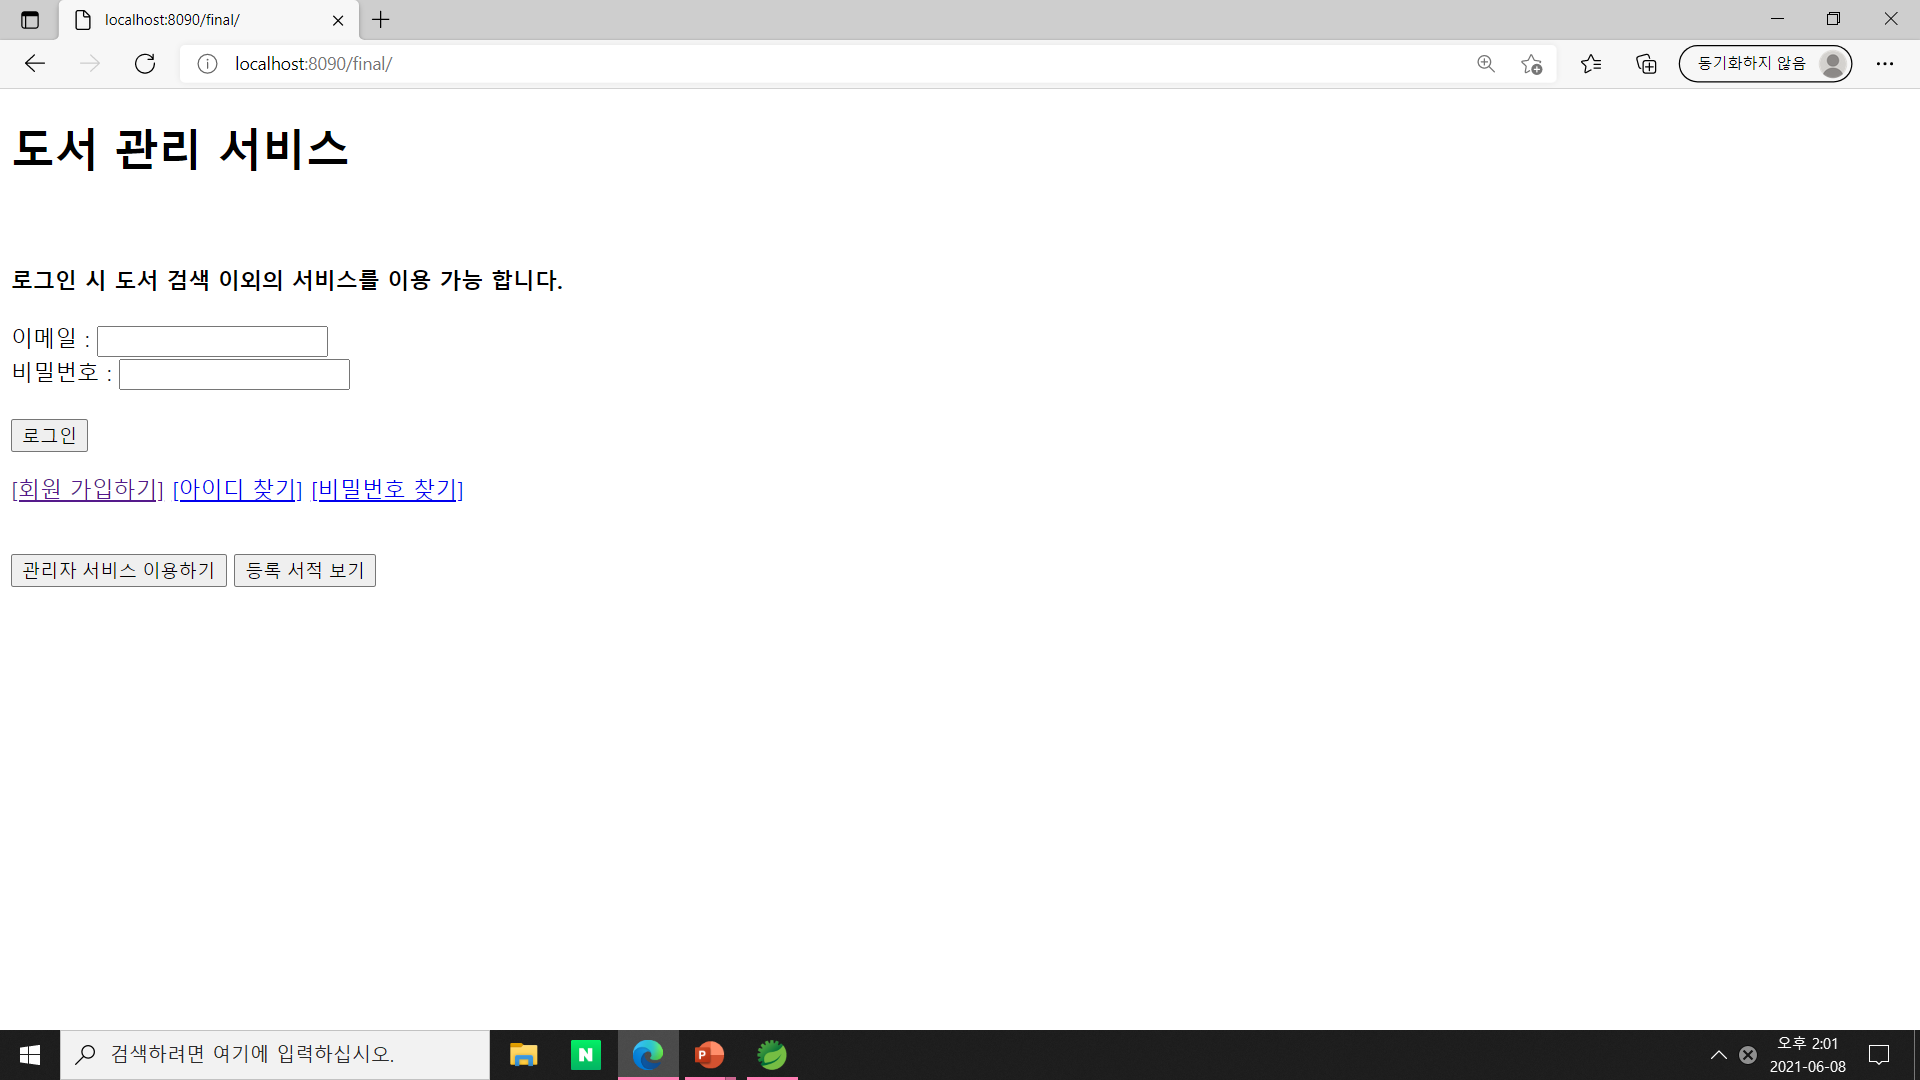 localhost:8090/final/
localhost:8090/final/
동기화하지 않음
도서 관리 서비스
로그인 시 도서 검색 이외의 서비스를 이용 가능 합니다.
이메일 :
비밀번호 :
로그인
[회원 가입하기] [아이디 찾기] [비밀번호 찾기]
관리자 서비스 이용하기 등록 서적 보기
검색하려면 여기에 입력하십시오.
N
P
오후 2:01
2021-06-08